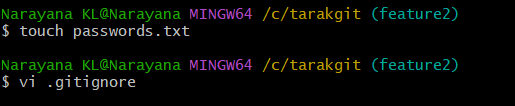 Narayana KL@Narayana MINGW64 /c/tarakgit (feature2)
$ touch passwords.txt
Narayana KL@Narayana MINGW64 /c/tarakgit (feature2)
$ vi .gitignore